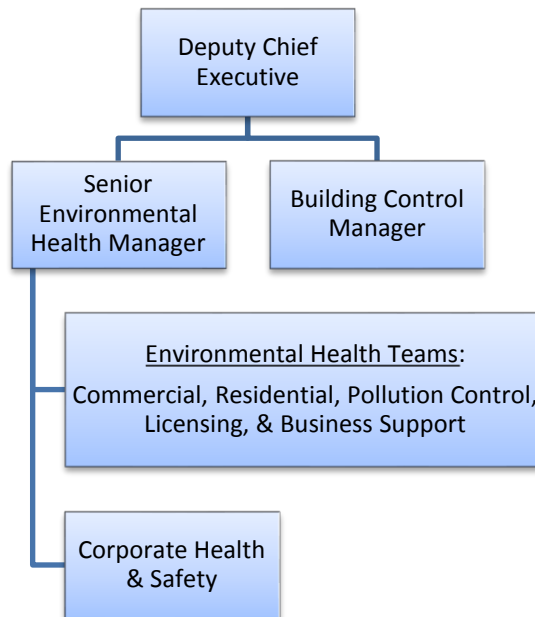 Deputy Chief
Executive
Senior
Environmental
Health Manager
Building Control
Manager
Environmental Health Teams:
Commercial, Residential, Pollution Control,
Licensing, & Business Support
Corporate Health
& Safety